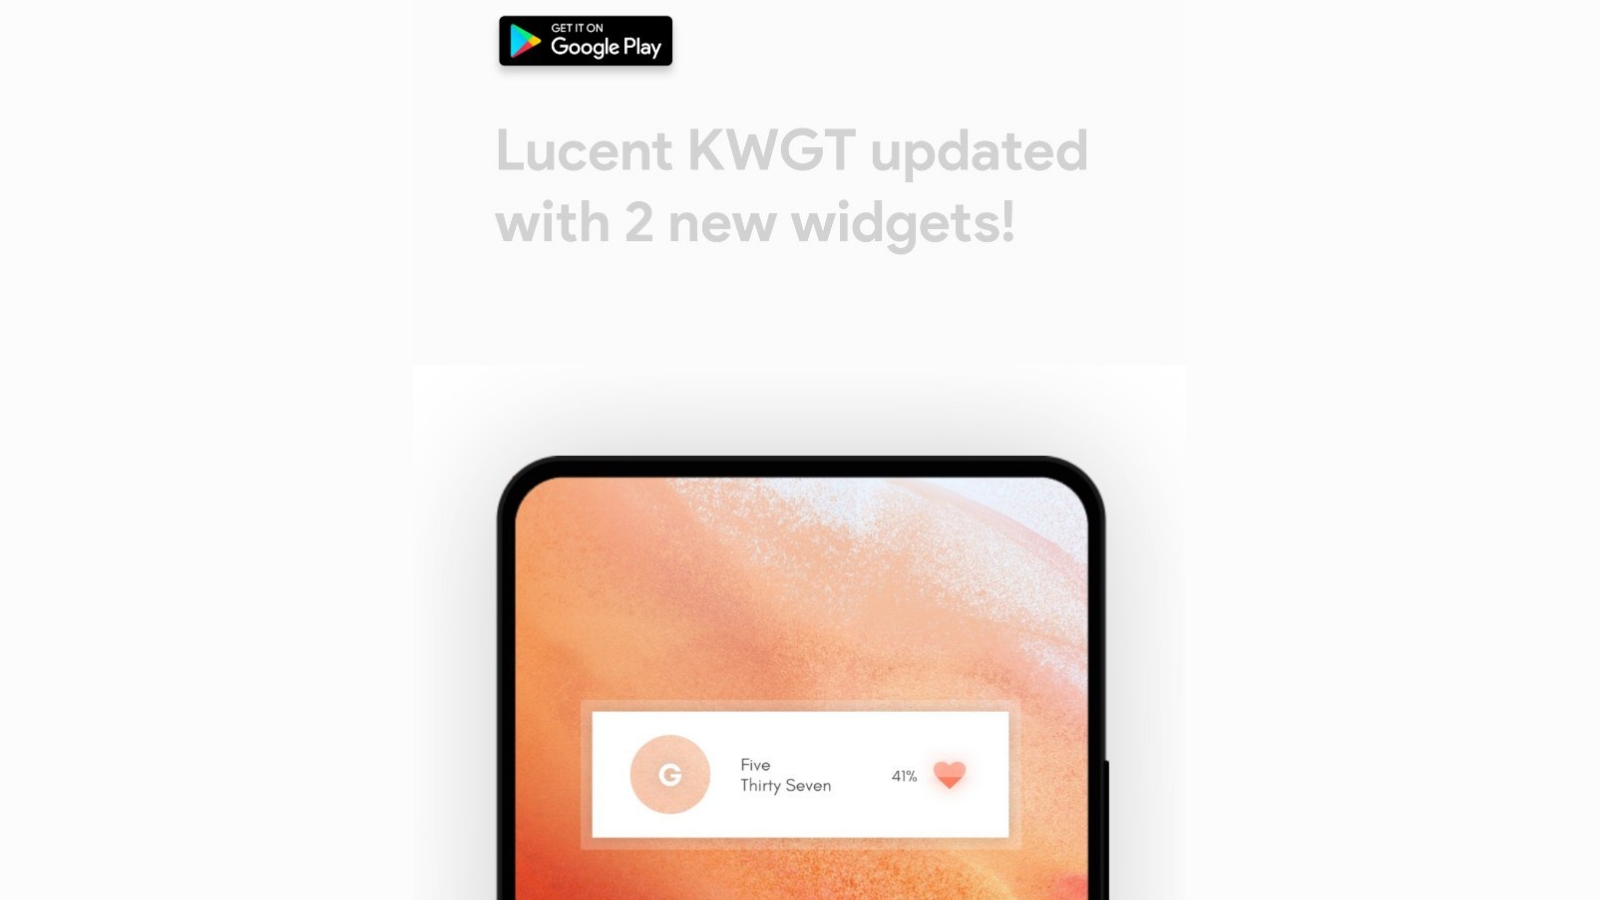 GET IT ON
Google Play
Lucent KWGT updated
with 2 new widgets!
G
Five
Thirty Seven
41%